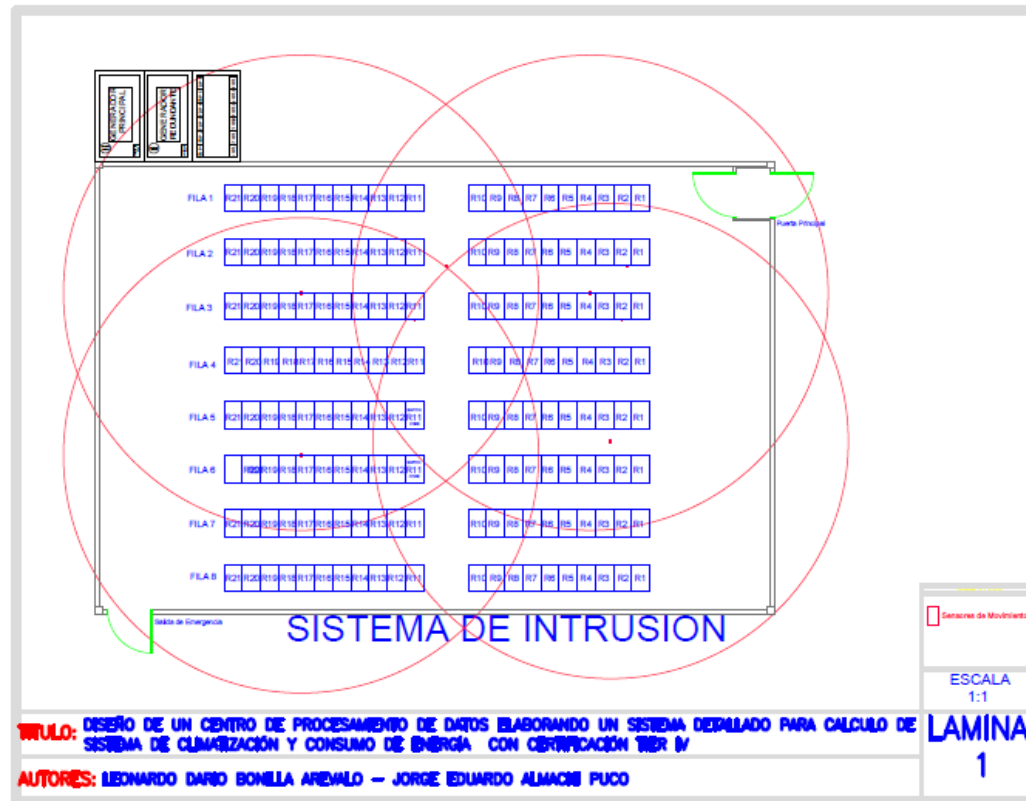 GENERADOR
PRINCIPAL
GENERADOR
REDUNDANTE
FILA 1 R21 R20 R19 R18 R17 R16 R15 R14 R13 R12 R11 R10 R9 R8 R7 R6 R5 R4 R3 R2 R1
Puerta Principal
FILA 2 R21 R20 R19 R18 R17 R16 R15 R14 R13 R12 R11 R10 R9 R8 R7 R6 R5 R4 R3 R2 R1
FILA 3 R21 R20 R19 R18 R17 R16 R15 R14 R13 R12 R11 R10 R9 R8 R7 R6 R5 R4 R3 R2 R1
FILA 4 R21 R20 R19 R18 R17 R16 R15 R14 R13 R12 R11 R10 R9 R8 R7 R6 R5 R4 R3 R2 R1
FILA 5 R21 R20 R19 R18 R17 R16 R15 R14 R13 R12 R11 R10 R9 R8 R7 R6 R5 R4 R3 R2 R1
FILA 6 R19 R18 R17 R16 R15 R14 R13 R12 R11 R10 R9 R8 R7 R6 R5 R4 R3 R2 R1
FILA 7 R21 R20 R19 R18 R17 R16 R15 R14 R13 R12 R11 R10 R9 R8 R7 R6 R5 R4 R3 R2 R1
FILA 8 R21 R20 R19 R18 R17 R16 R15 R14 R13 R12 R11 R10 R9 R8 R7 R6 R5 R4 R3 R2 R1
Salida de Emergencia
SISTEMA DE INTRUSION
Sensores de Movimiento
ESCALA
1:1
LAMINA
1
TITULO: DISEÑO DE UN CENTRO DE PROCESAMIENTO DE DATOS ELABORANDO UN SISTEMA DETALLADO PARA CALCULO DE
SISTEMA DE CLIMATIZACIÓN Y CONSUMO DE ENERGÍA CON CERTIFICACIÓN TIER IV
AUTORES: LEONARDO DARIO BONILLA AREVALO – JORGE EDUARDO ALMACHI PUCO